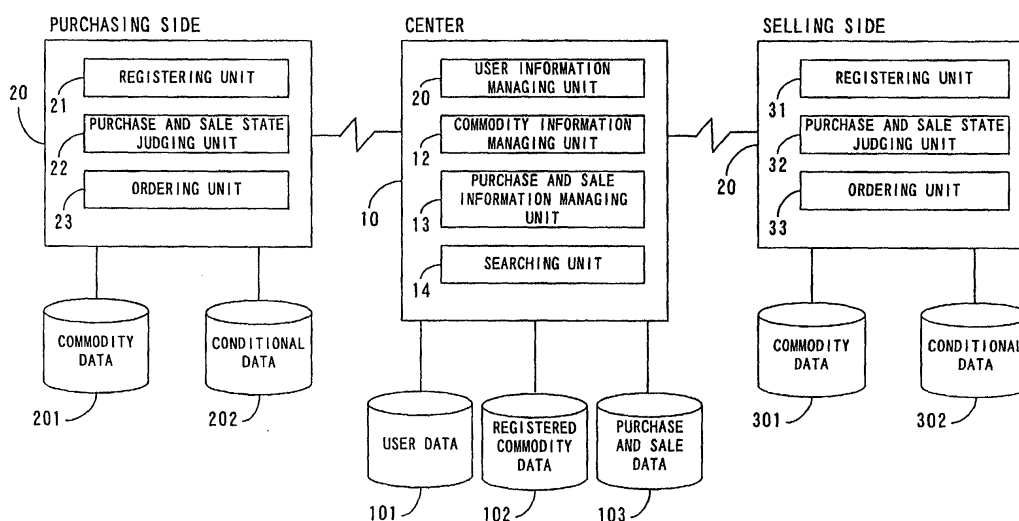 PURCHASING SIDE
20
REGISTERING UNIT
21
PURCHASE AND SALE STATE
JUDGING UNIT
22
ORDERING UNIT
23
COMMODITY
DATA
201
CONDITIONAL
DATA
202
CENTER
10
USER INFORMATION
MANAGING UNIT
20
COMMODITY INFORMATION
MANAGING UNIT
12
PURCHASE AND SALE
INFORMATION MANAGING
UNIT
13
SEARCHING UNIT
14
USER DATA
101
REGISTERED
COMMODITY
DATA
102
PURCHASE
AND SALE
DATA
103
SELLING SIDE
20
REGISTERING UNIT
31
PURCHASE AND SALE STATE
JUDGING UNIT
32
ORDERING UNIT
33
COMMODITY
DATA
301
CONDITIONAL
DATA
302